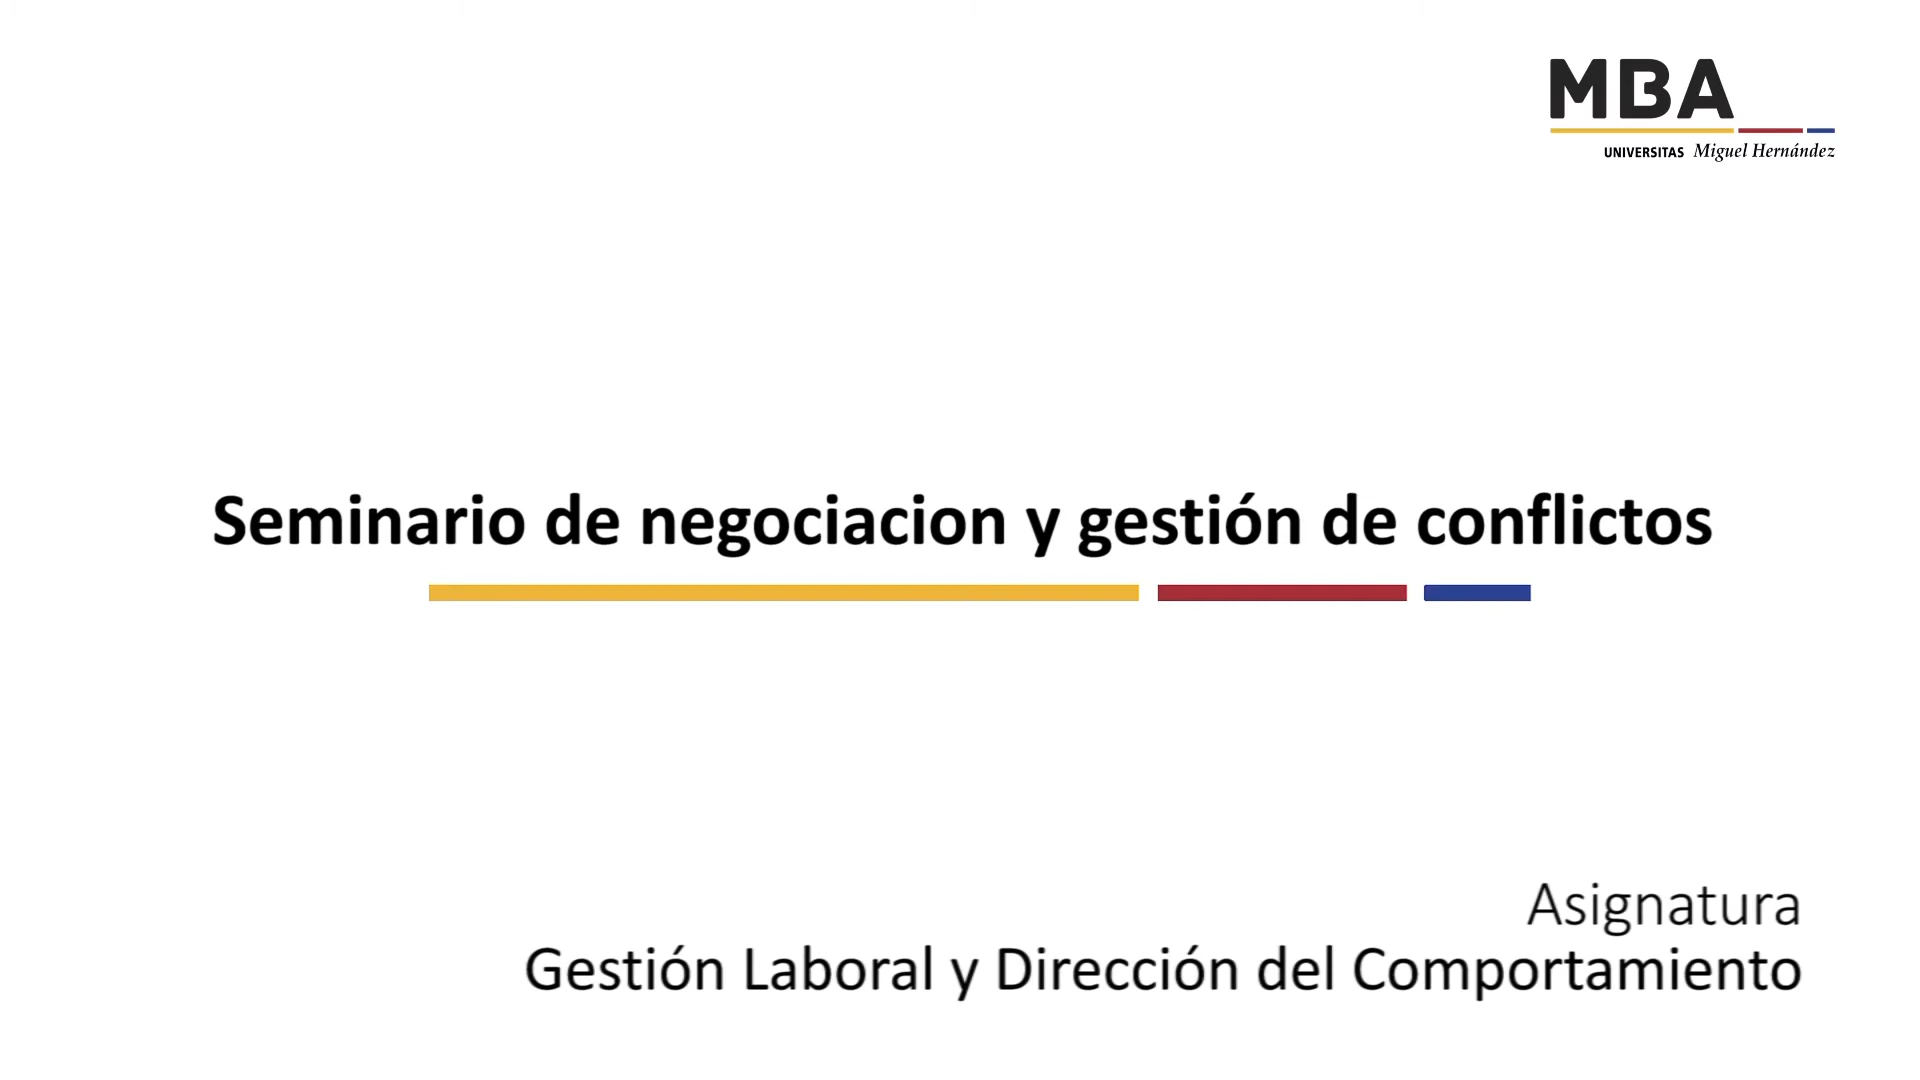 MBA
UNIVERSITAS Miguel Hernández
Seminario de negociacion y gestión de conflictos
Asignatura
Gestión Laboral y Dirección del Comportamiento